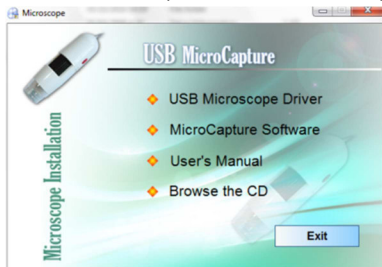 Microscope
USB MicroCapture
USB Microscope Driver
MicroCapture Software
User's Manual
Browse the CD
Microscope Installation
Exit